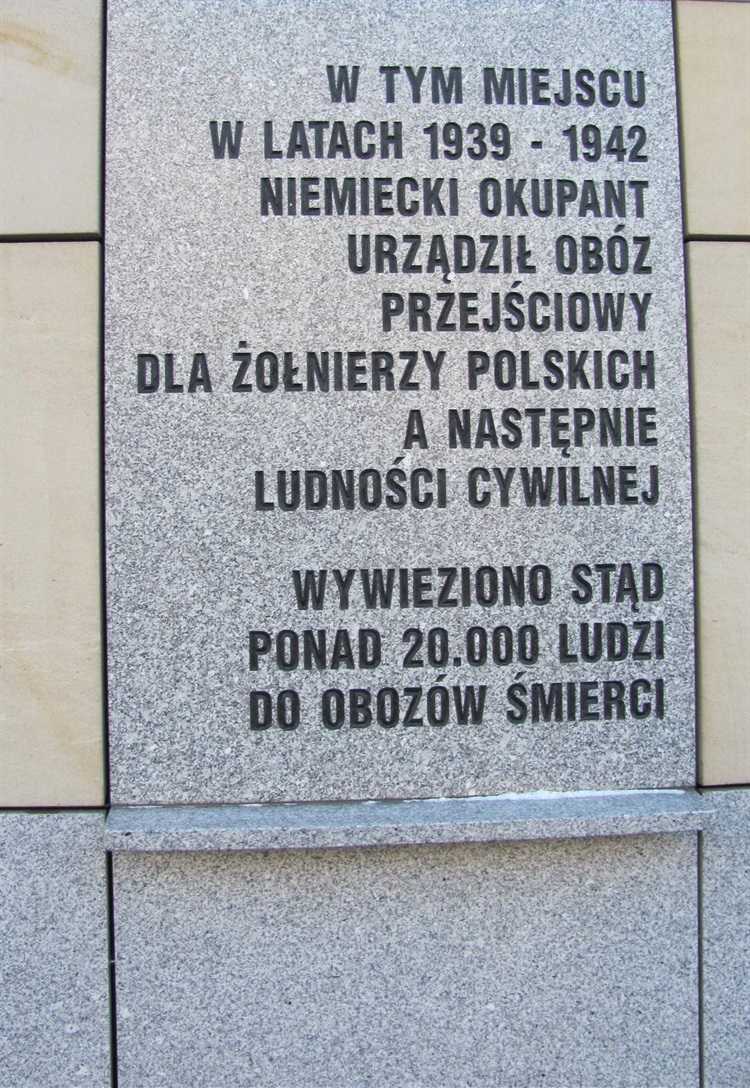 W TYM MIEJSCU
W LATACH 1939 - 1942
NIEMIECKI OKUPANT
URZĄDZIŁ OBÓZ
PRZEJŚCIOWY
DLA ŻOŁNIERZY POLSKICH
A NASTĘPNIE
LUDNOŚCI CYWILNEJ
WYWIEZIONO STĄD
PONAD 20.000 LUDZI
DO OBOZÓW ŚMIERCI